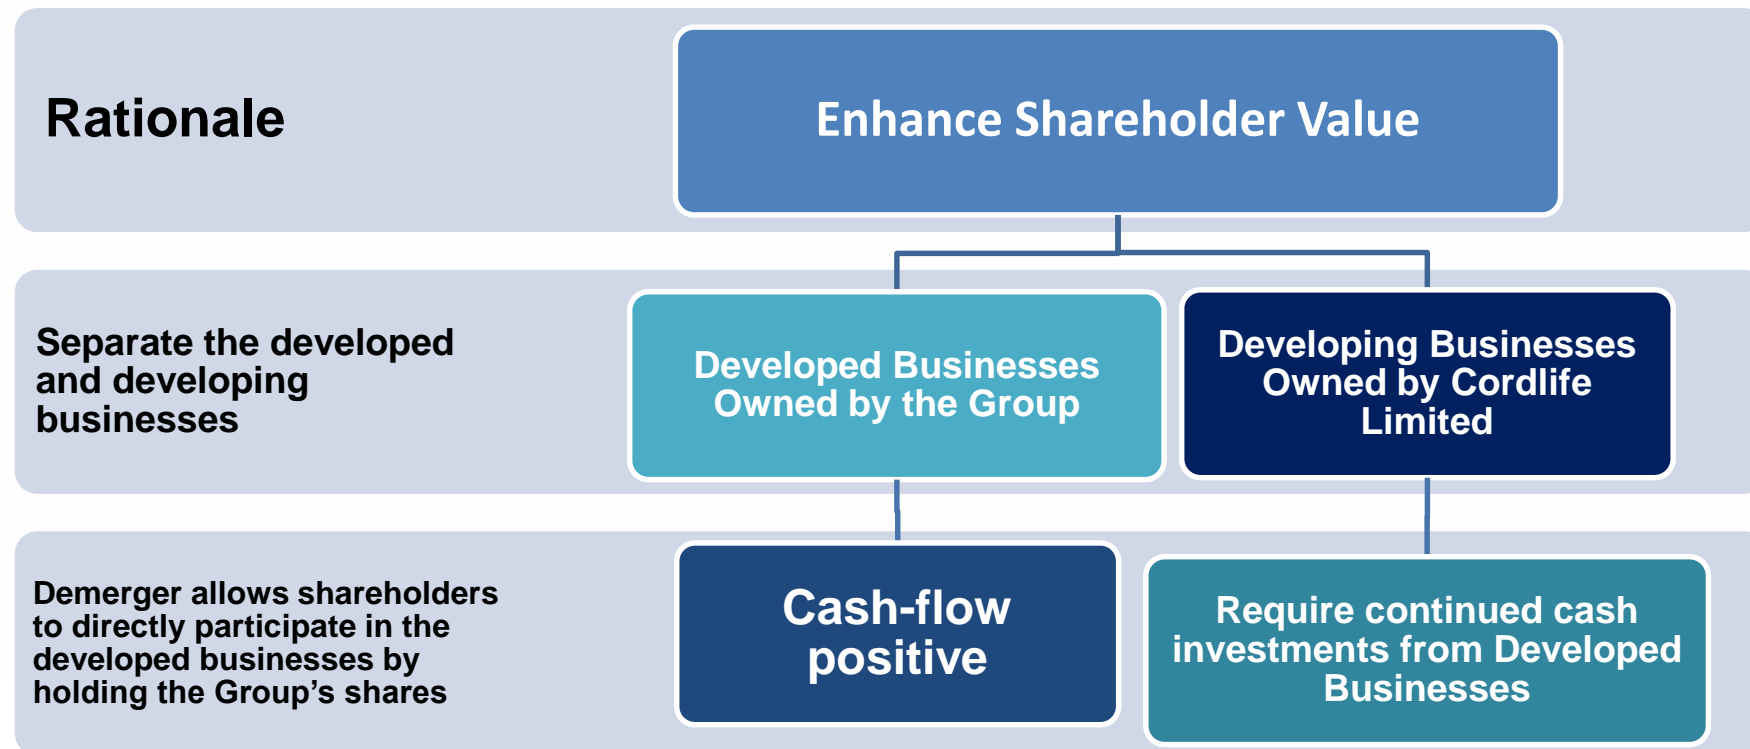 Rationale
Enhance Shareholder Value
Separate the developed
and developing
businesses
Developed Businesses
Owned by the Group
Developing Businesses
Owned by Cordlife
Limited
Demerger allows shareholders
to directly participate in the
developed businesses by
holding the Group’s shares
Cash-flow
positive
Require continued cash
investments from Developed
Businesses